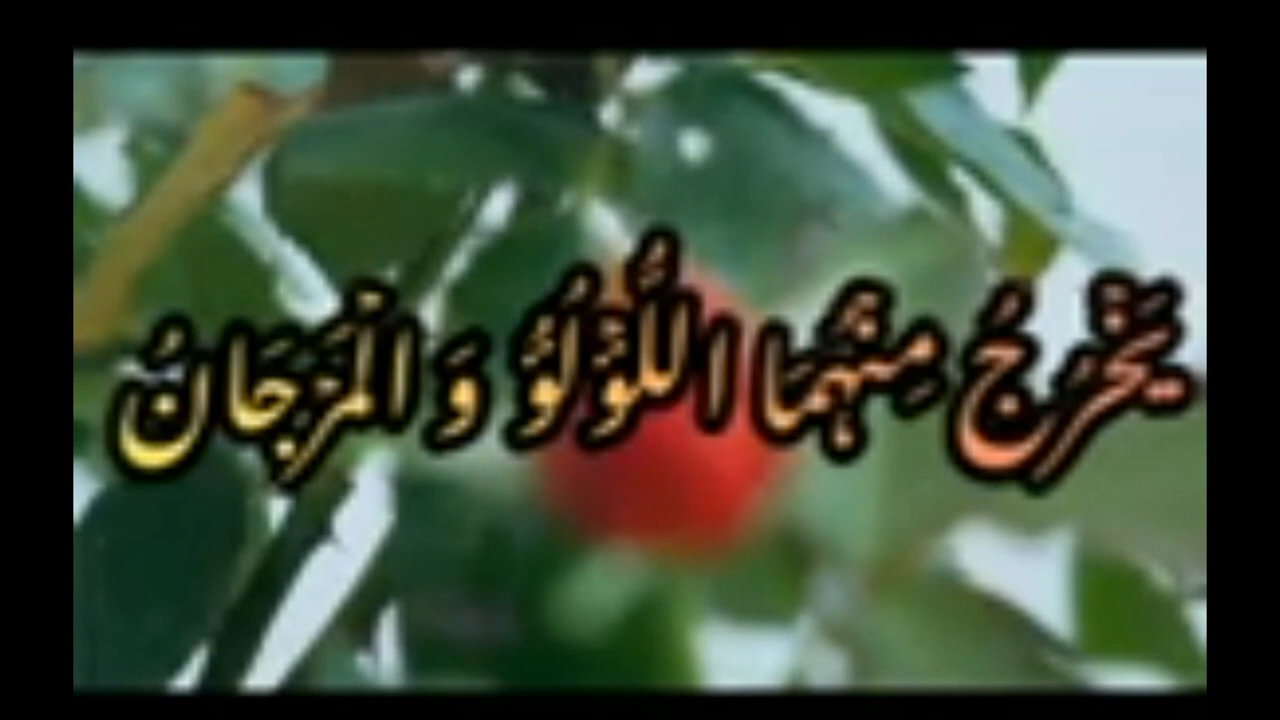 يَخْرُجُ مِنْهُمَا اللُّؤْلُؤُ وَ الْمَرْجَانُ